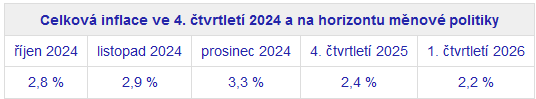 Celková inflace ve 4. čtvrtletí 2024 a na horizontu měnové politiky
říjen 2024 listopad 2024 prosinec 2024 4. čtvrtletí 2025 1. čtvrtletí 2026
2,8 % 2,9 % 3,3 % 2,4 % 2,2 %